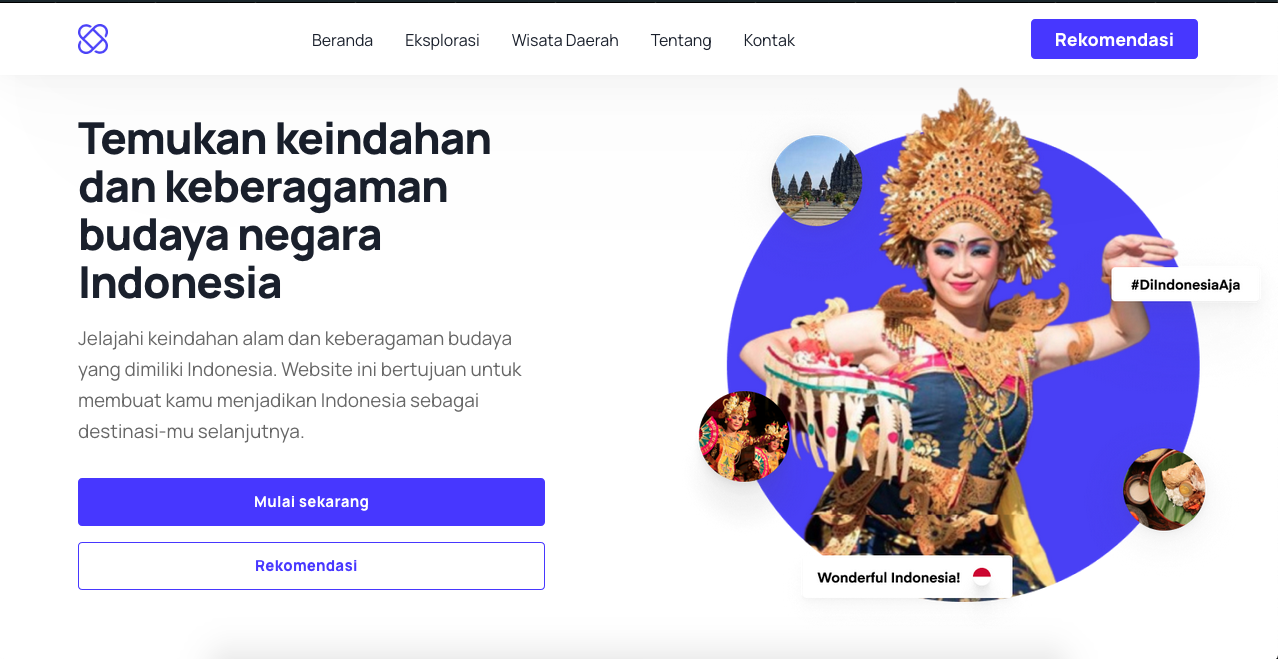 Beranda
Eksplorasi
Wisata Daerah
Tentang
Kontak
Rekomendasi
Temukan keindahan
dan keberagaman
budaya negara
Indonesia
Jelajahi keindahan alam dan keberagaman budaya
yang dimiliki Indonesia. Website ini bertujuan untuk
membuat kamu menjadikan Indonesia sebagai
destinasi-mu selanjutnya.
Mulai sekarang
Rekomendasi
#DiIndonesiaAja
Wonderful Indonesia!